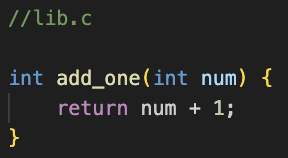 //lib.c

int add_one(int num) {
    return num + 1;
}